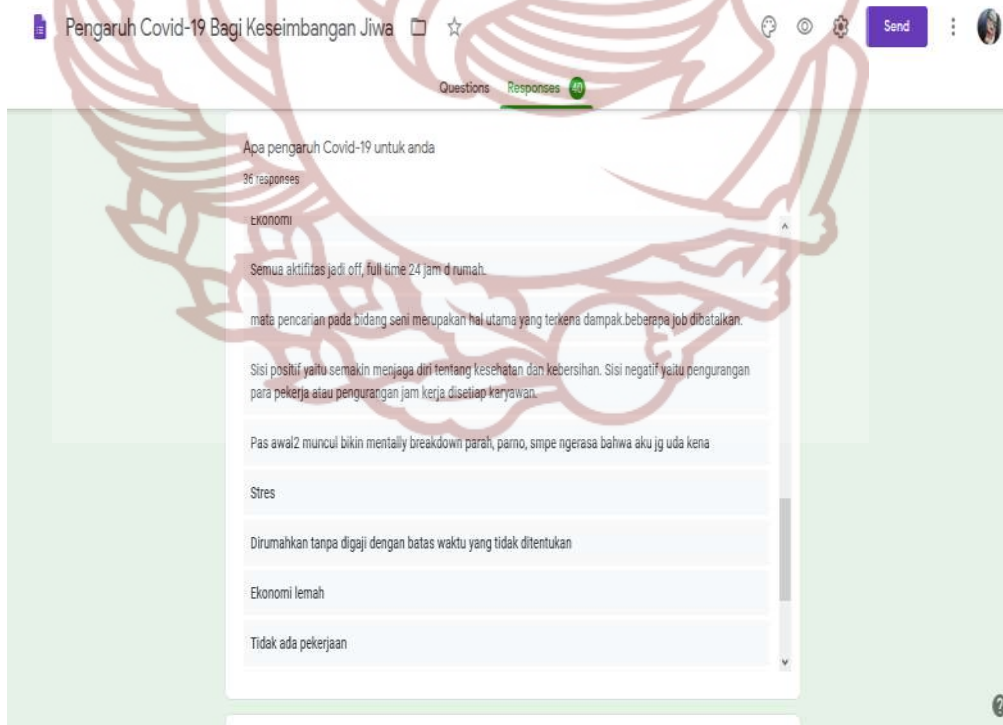 Pengaruh Covid-19 Bagi Keseimbangan Jiwa
Send
Questions Responses 40
Apa pengaruh Covid-19 untuk anda
36 responses
Ekonomi
Semua aktifitas jadi off, full time 24 jam d rumah.
mata pencarian pada bidang seni merupakan hal utama yang terkena dampak.beberapa job dibatalkan.
Sisi positif yaitu semakin menjaga diri tentang kesehatan dan kebersihan. Sisi negatif yaitu pengurangan
para pekerja atau pengurangan jam kerja disetiap karyawan.
Pas awal2 muncul bikin mentally breakdown parah, parno, smpe ngerasa bahwa aku jg uda kena
Stres
Dirumahkan tanpa digaji dengan batas waktu yang tidak ditentukan
Ekonomi lemah
Tidak ada pekerjaan